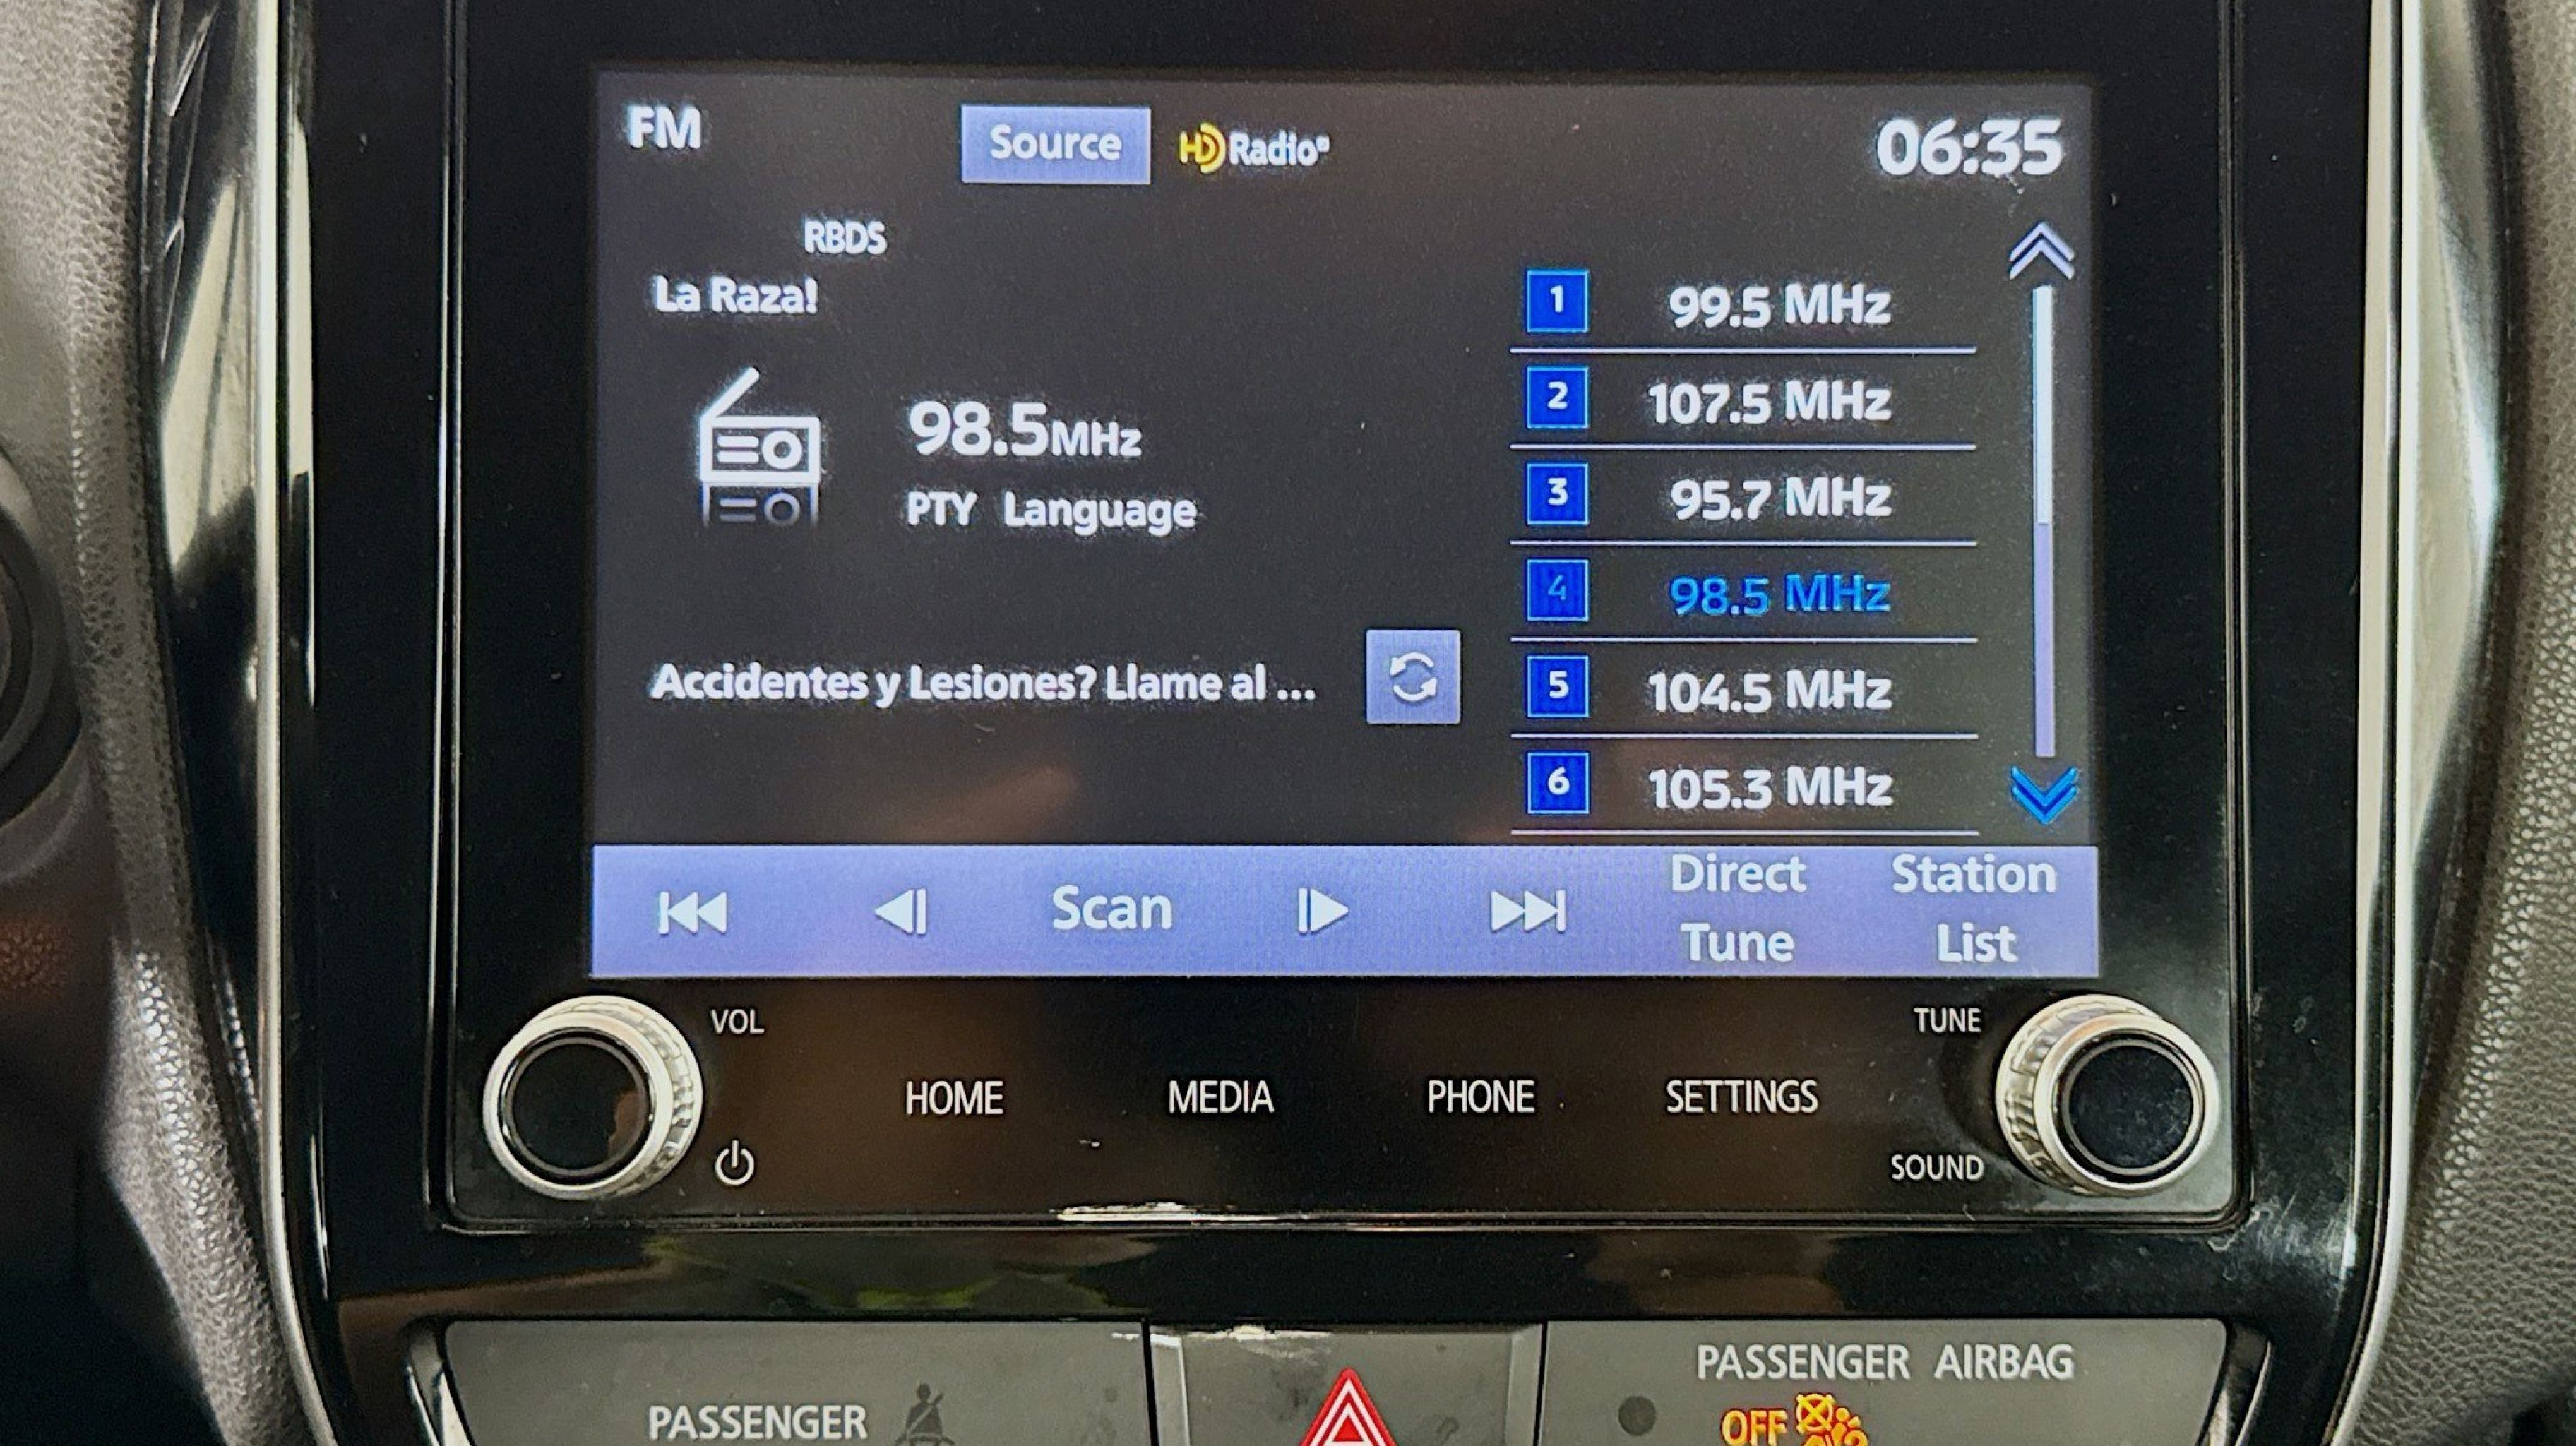 FM
Source
HD Radio®
06:35
RBDS
La Raza!
98.5MHz
PTY Language
Accidentes y Lesiones? Llame al ...
1 99.5 MHz
2 107.5 MHz
3 95.7 MHz
4 98.5 MHz
5 104.5 MHz
6 105.3 MHz
Scan
Direct
Tune
Station
List
VOL
TUNE
HOME MEDIA PHONE SETTINGS
SOUND
PASSENGER
PASSENGER AIRBAG
OFF